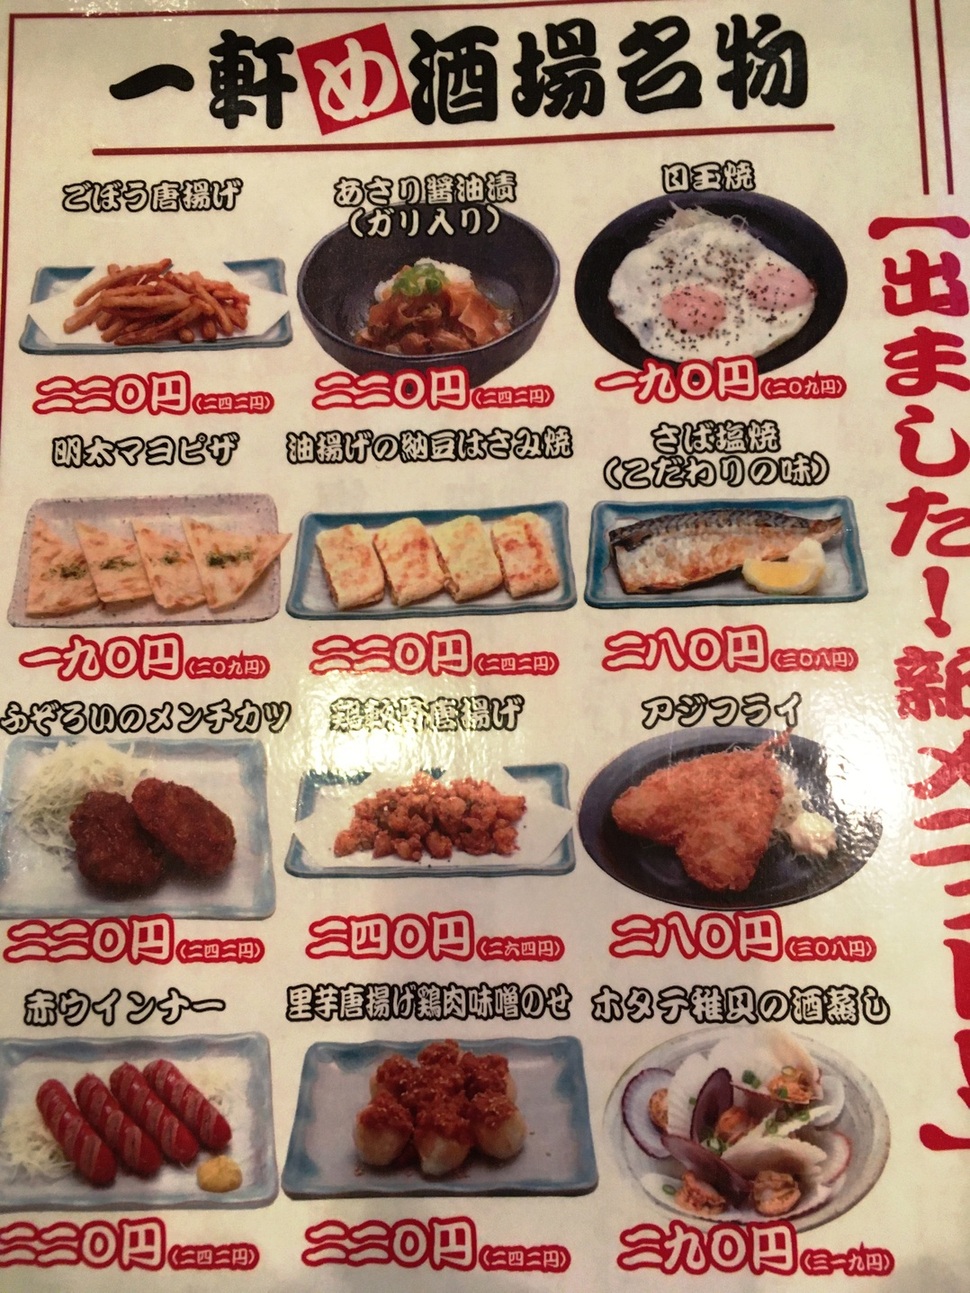 一軒め酒場名物
ごぼう唐揚げ
二二〇円(二四二円)
あさり醤油漬
(ガリ入り)
二二〇円(二四二円)
目玉焼
一九〇円(二〇九円)
明太マヨピザ
一九〇円(二〇九円)
油揚げの納豆はさみ焼
二二〇円(二四二円)
さば塩焼
(こだわりの味)
二八〇円(三〇八円)
ふぞろいのメンチカツ
二二〇円(二四二円)
鶏軟骨唐揚げ
二四〇円(二六四円)
アジフライ
二八〇円(三〇八円)
赤ウインナー
二二〇円(二四二円)
里芋唐揚げ鶏肉味噌のせ
二二〇円(二四二円)
ホタテ稚貝の酒蒸し
二九〇円(三一九円)
【出ました!新メニュー】